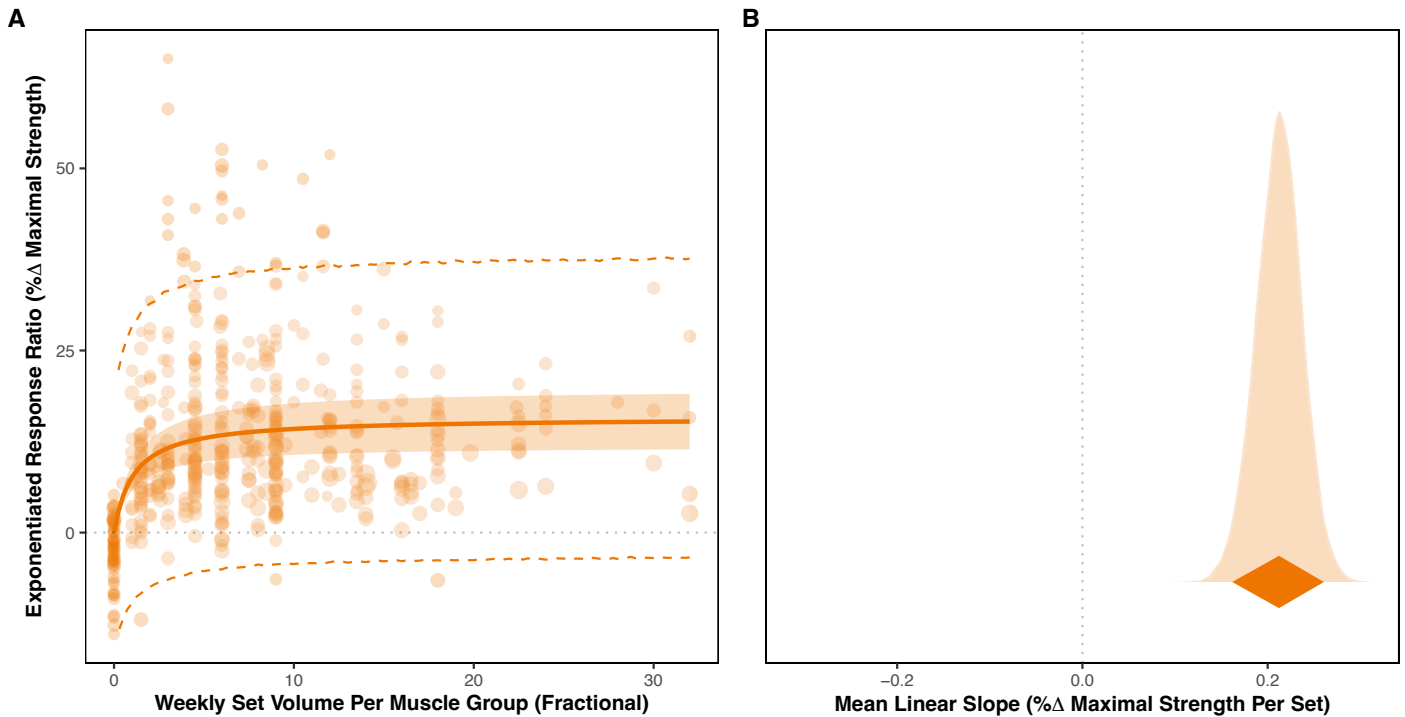 A
B
Exponentiated Response Ratio (%Δ Maximal Strength)
50
25
0
0
10
20
30
Weekly Set Volume Per Muscle Group (Fractional)
−0.2
0.0
0.2
Mean Linear Slope (%Δ Maximal Strength Per Set)